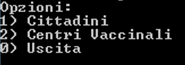 Opzioni:
1) Cittadini
2) Centri Vaccinali
0) Uscita